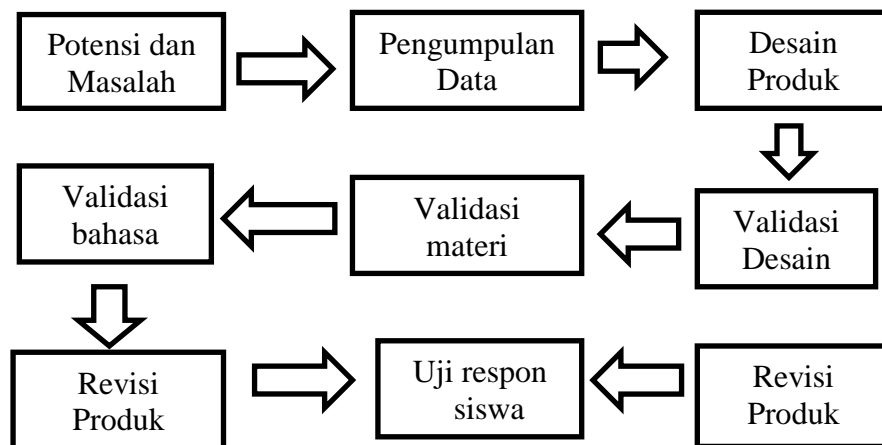 Potensi dan
Masalah
Pengumpulan
Data
Desain
Produk
Validasi
bahasa
Validasi
materi
Validasi
Desain
Revisi
Produk
Uji respon
siswa
Revisi
Produk